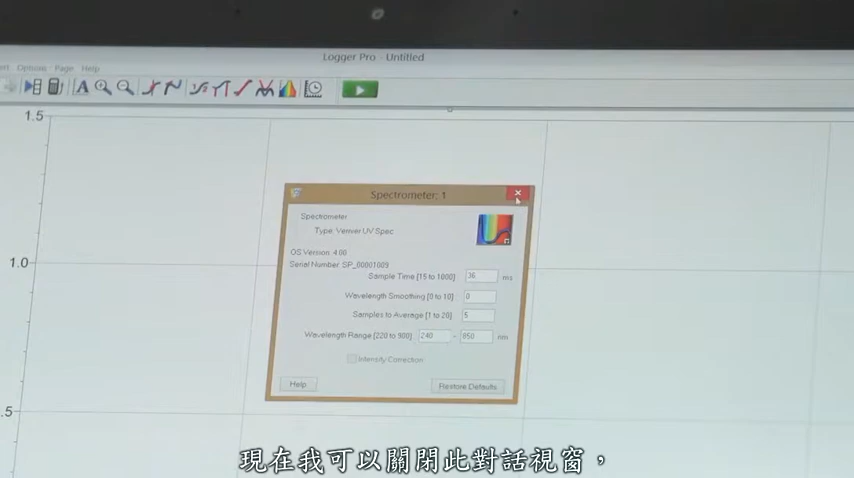 Logger Pro - Untitled
Options Page Help
A
1.5
1.0
.5
Spectrometer: 1
Spectrometer
Type: Vernier UV Spec
OS Version: 4.00
Serial Number: SP_00001009
Sample Time [15 to 1000] 36 ms
Wavelength Smoothing [0 to 10] 0
Samples to Average [1 to 20] 5
Wavelength Range [220 to 900] 240 - 850 nm
Intensity Correction
Help Restore Defaults
現在我可以關閉此對話視窗，